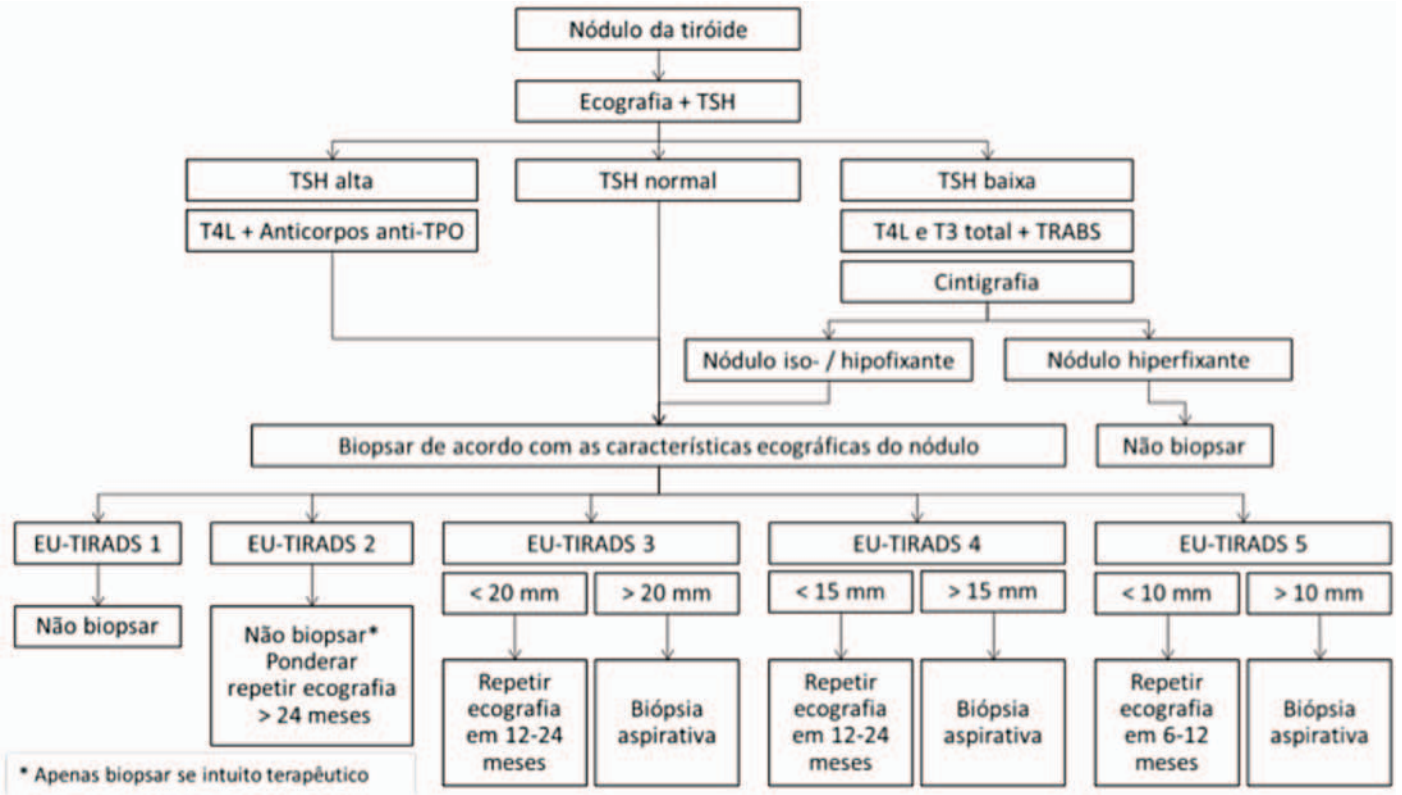 Nódulo da tiróide
Ecografia + TSH
TSH alta
TSH normal
TSH baixa
T4L + Anticorpos anti-TPO
T4L e T3 total + TRABS
Cintigrafia
Nódulo iso- / hipofixante
Nódulo hiperfixante
Biopsar de acordo com as características ecográficas do nódulo
Não biopsar
EU-TIRADS 1
EU-TIRADS 2
EU-TIRADS 3
EU-TIRADS 4
EU-TIRADS 5
< 20 mm
> 20 mm
< 15 mm
> 15 mm
< 10 mm
> 10 mm
Não biopsar
Não biopsar*
Ponderar
repetir ecografia
> 24 meses
Repetir
ecografia
em 12-24
meses
Biópsia
aspirativa
Repetir
ecografia
em 12-24
meses
Biópsia
aspirativa
Repetir
ecografia
em 6-12
meses
Biópsia
aspirativa
* Apenas biopsar se intuito terapêutico